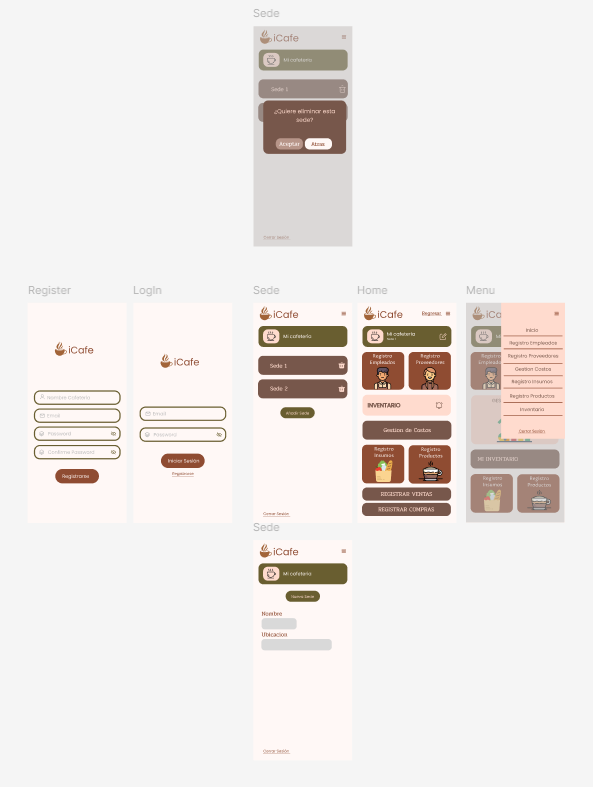 Sede
iCafe
Mi cafeteria
Sede 1
¿Quiere eliminar esta
sede?
Aceptar
Atras
Cerrar Sesión
Register
iCafe
Nombre Cafeteria
Email
Password
Confirme Password
Registrarse
LogIn
iCafe
Email
Password
Iniciar Sesión
Registrarse
Sede
iCafe
Mi cafeteria
Sede 1
Sede 2
Añadir Sede
Cerrar Sesión
Home
iCafe
Regresar
Mi cafeteria
Sede 1
Registro
Empleados
Registro
Proveedores
INVENTARIO
Gestion de Costos
Registro
Insumos
Registro
Productos
REGISTRAR VENTAS
REGISTRAR COMPRAS
Menu
iCa
Mi
Registro
Emplead
MI INVENTARIO
Registro
Insumos
Registro
Productos
Inicio
Registro Empleados
Registro Proveedores
Gestion Costos
Registro Insumos
Registro Productos
Inventario
Cerrar Sesión
Sede
iCafe
Mi cafeteria
Nueva Sede
Nombre
Ubicacion
Cerrar Sesión